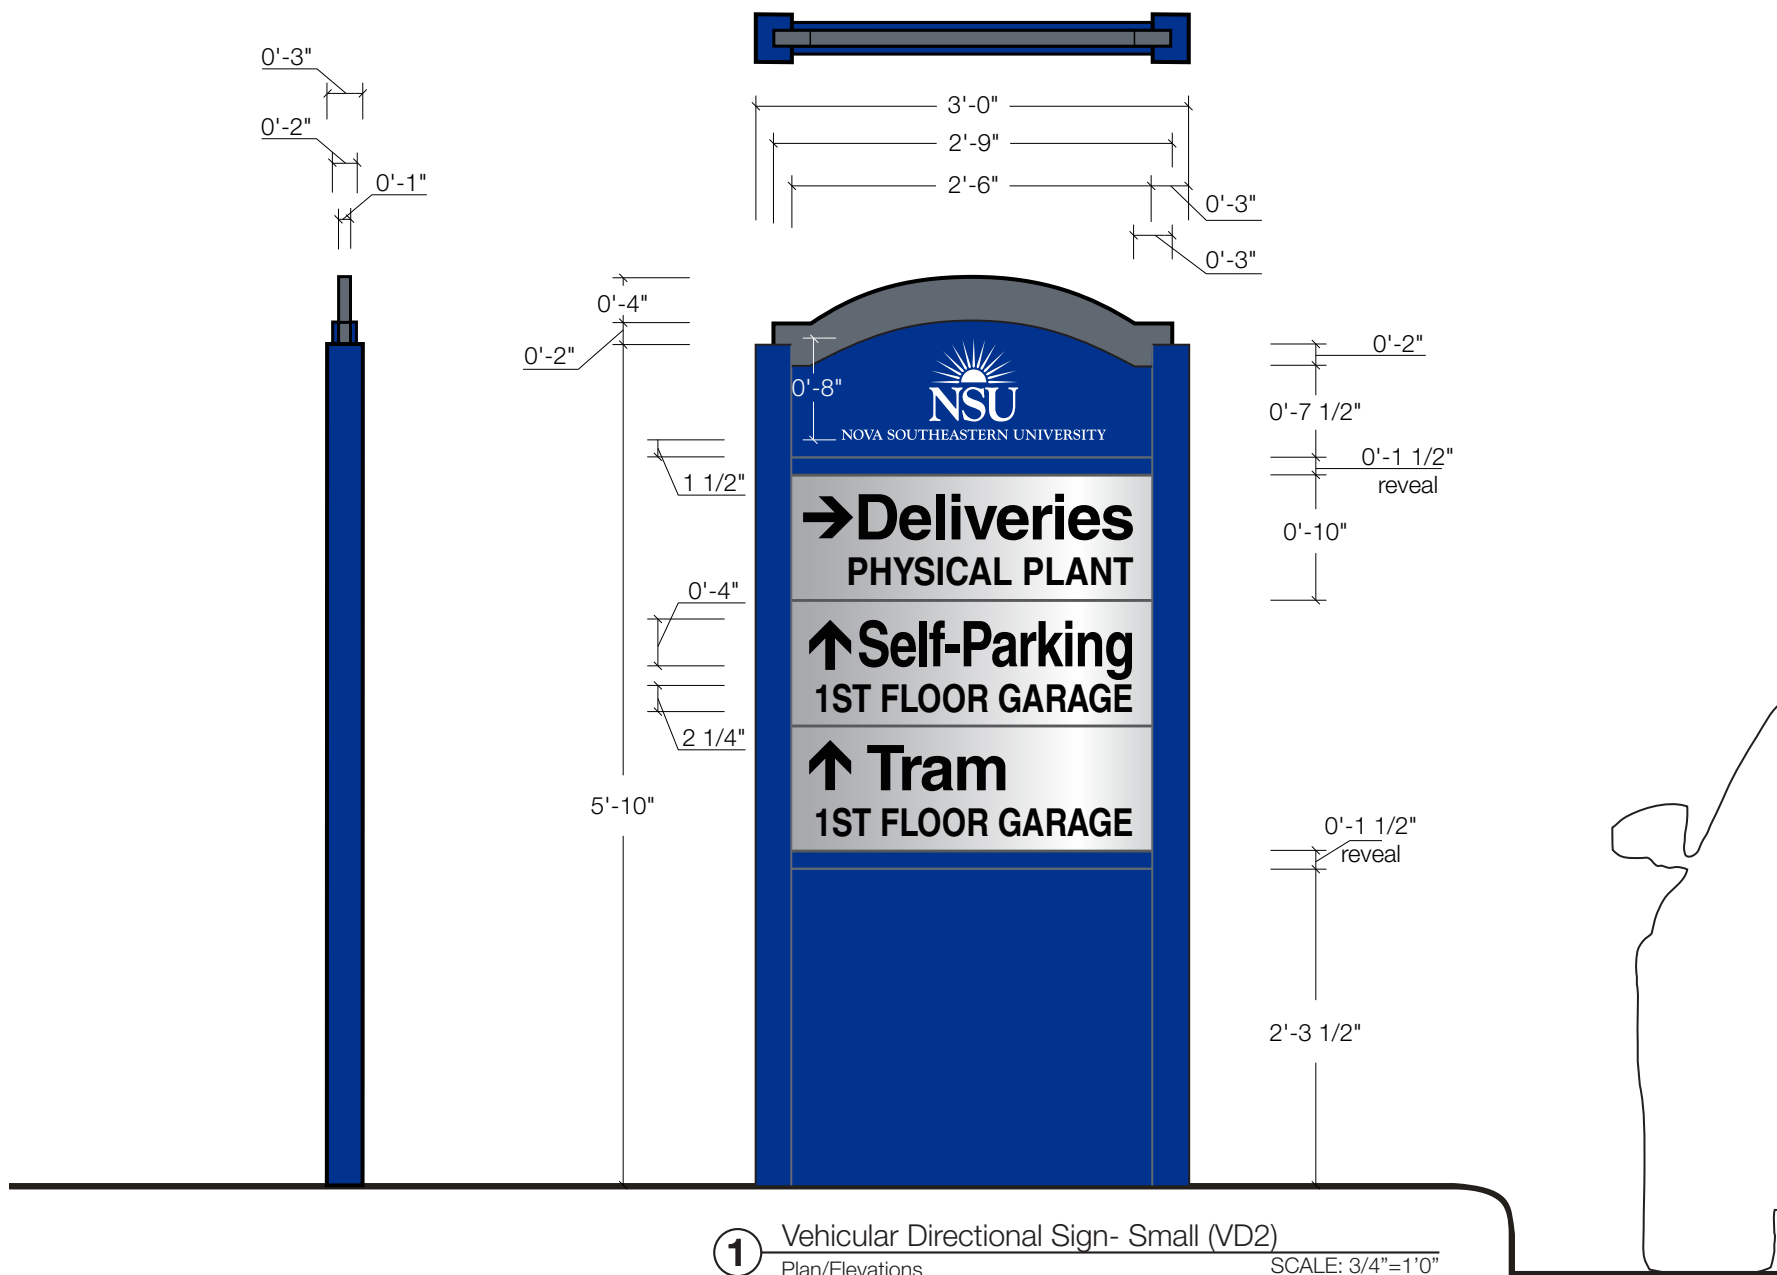 0'-3"
0'-2"
0'-1"
3'-0"
2'-9"
2'-6"
0'-3"
0'-3"
0'-4"
0'-2"
0'-8"
NSU
NOVA SOUTHEASTERN UNIVERSITY
1 1/2"
0'-2"
0'-7 1/2"
0'-1 1/2"
reveal
0'-10"
→Deliveries
PHYSICAL PLANT
0'-4"
↑Self-Parking
1ST FLOOR GARAGE
2 1/4"
↑ Tram
1ST FLOOR GARAGE
5'-10"
0'-1 1/2"
reveal
2'-3 1/2"
1
Vehicular Directional Sign- Small (VD2)
Plan/Elevations
SCALE: 3/4”=1’0”